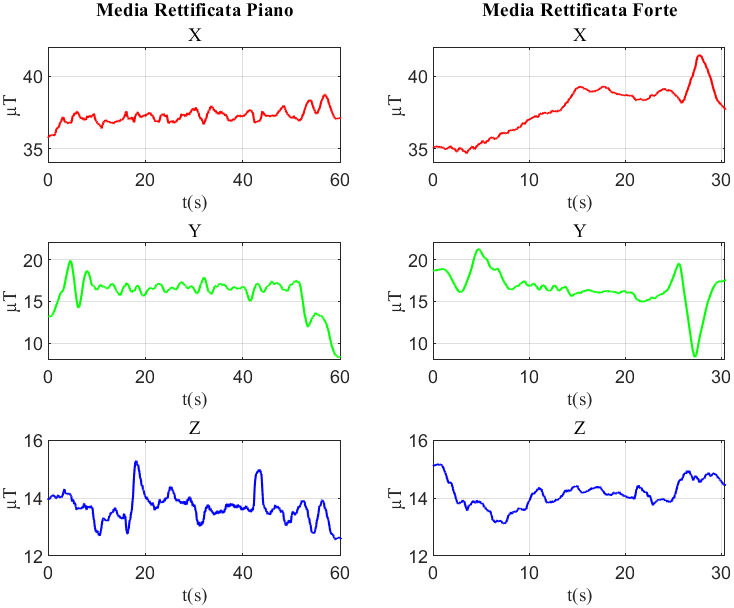 Media Rettificata Piano
Media Rettificata Forte
X
X
40
35
μT
0 20 40 60
t(s)
40
35
μT
0 10 20 30
t(s)
Y
Y
20
15
10
μT
0 20 40 60
t(s)
20
15
10
μT
0 10 20 30
t(s)
Z
Z
16
14
12
μT
0 20 40 60
t(s)
16
14
12
μT
0 10 20 30
t(s)